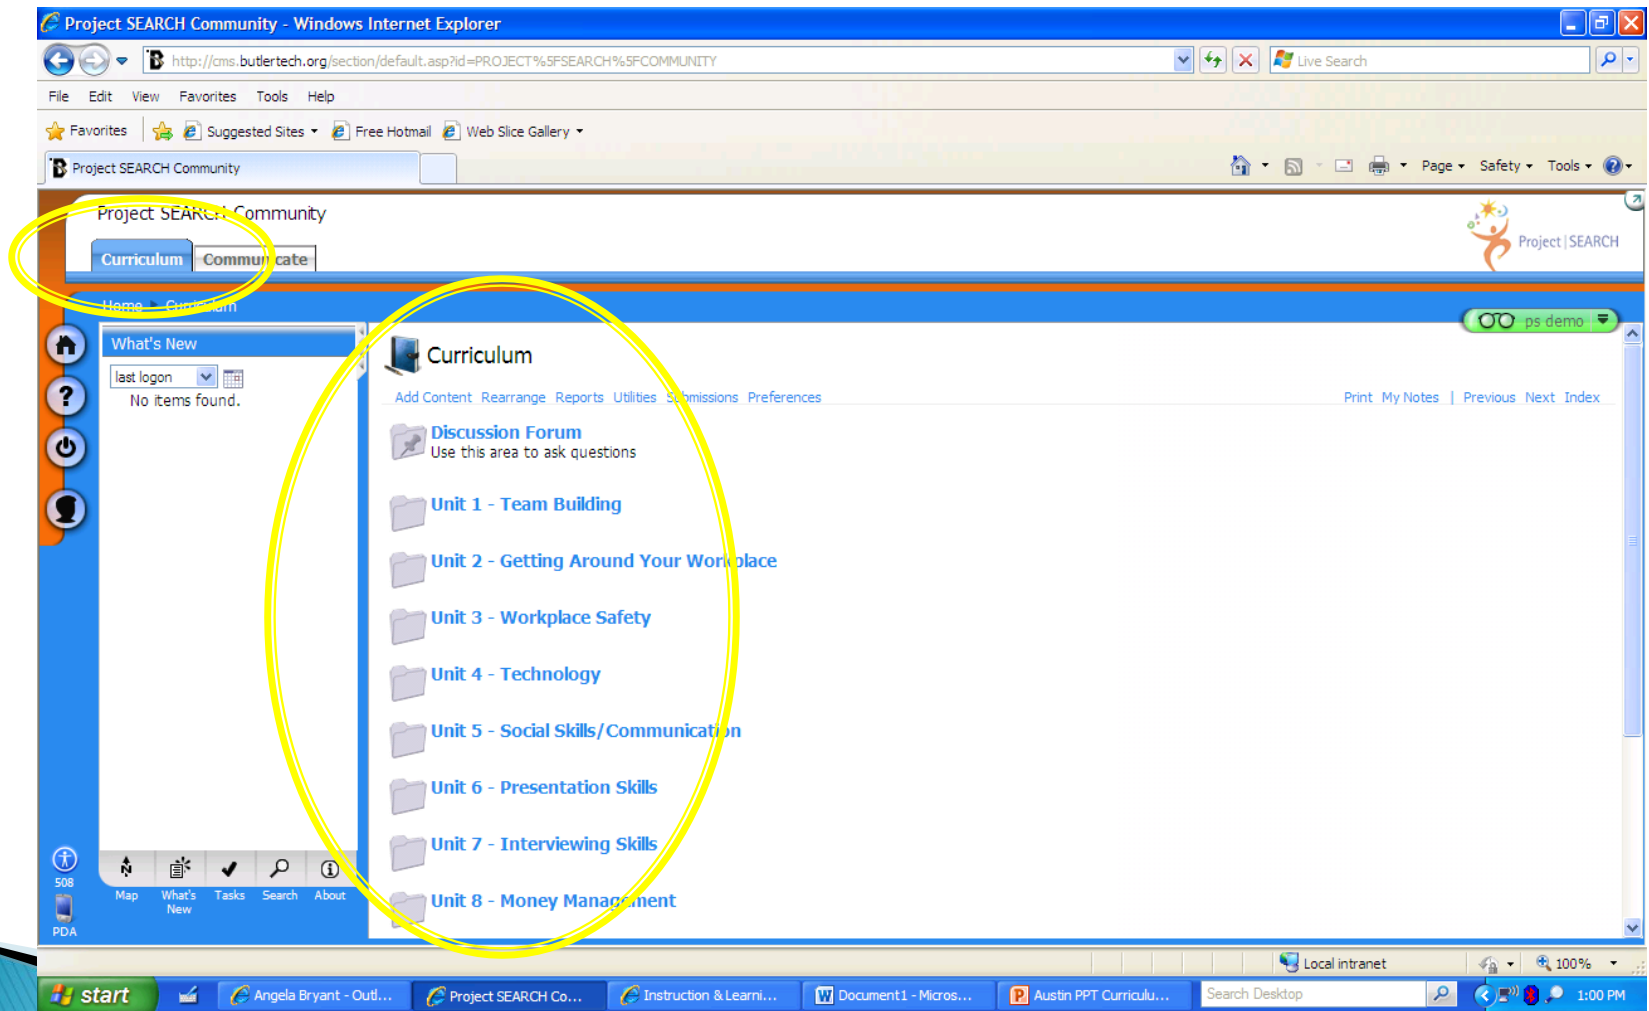 Project SEARCH Community - Windows Internet Explorer
http://cms.butlertech.org/section/default.asp?id=PROJECT%5FSEARCH%5FCOMMUNITY
Live Search
File Edit View Favorites Tools Help
Favorites Suggested Sites Free Hotmail Web Slice Gallery
Project SEARCH Community
Page Safety Tools
Project SEARCH Community
Project|SEARCH
Curriculum Communicate
Home Curriculum
ps demo
What's New
last logon
No items found.
Curriculum
Add Content Rearrange Reports Utilities Submissions Preferences
Print My Notes | Previous Next Index
Discussion Forum
Use this area to ask questions
Unit 1 - Team Building
Unit 2 - Getting Around Your Workplace
Unit 3 - Workplace Safety
Unit 4 - Technology
Unit 5 - Social Skills/Communication
Unit 6 - Presentation Skills
Unit 7 - Interviewing Skills
Unit 8 - Money Management
508
PDA
Map What's New Tasks Search About
Local intranet
100%
start
Angela Bryant - Outl...
Project SEARCH Co...
Instruction & Learni...
Document1 - Micros...
Austin PPT Curriculu...
Search Desktop
1:00 PM